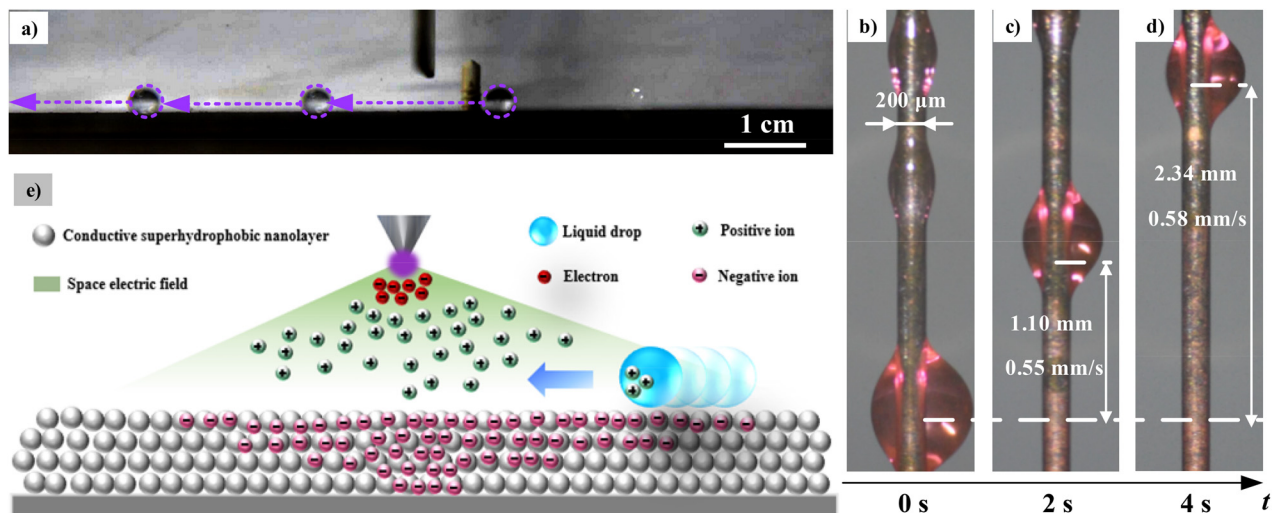 a)
1 cm
e)
Conductive superhydrophobic nanolayer
Space electric field
Liquid drop
Electron
Positive ion
Negative ion
b)
200 μm
0 s
c)
1.10 mm
0.55 mm/s
2 s
d)
2.34 mm
0.58 mm/s
4 s
t